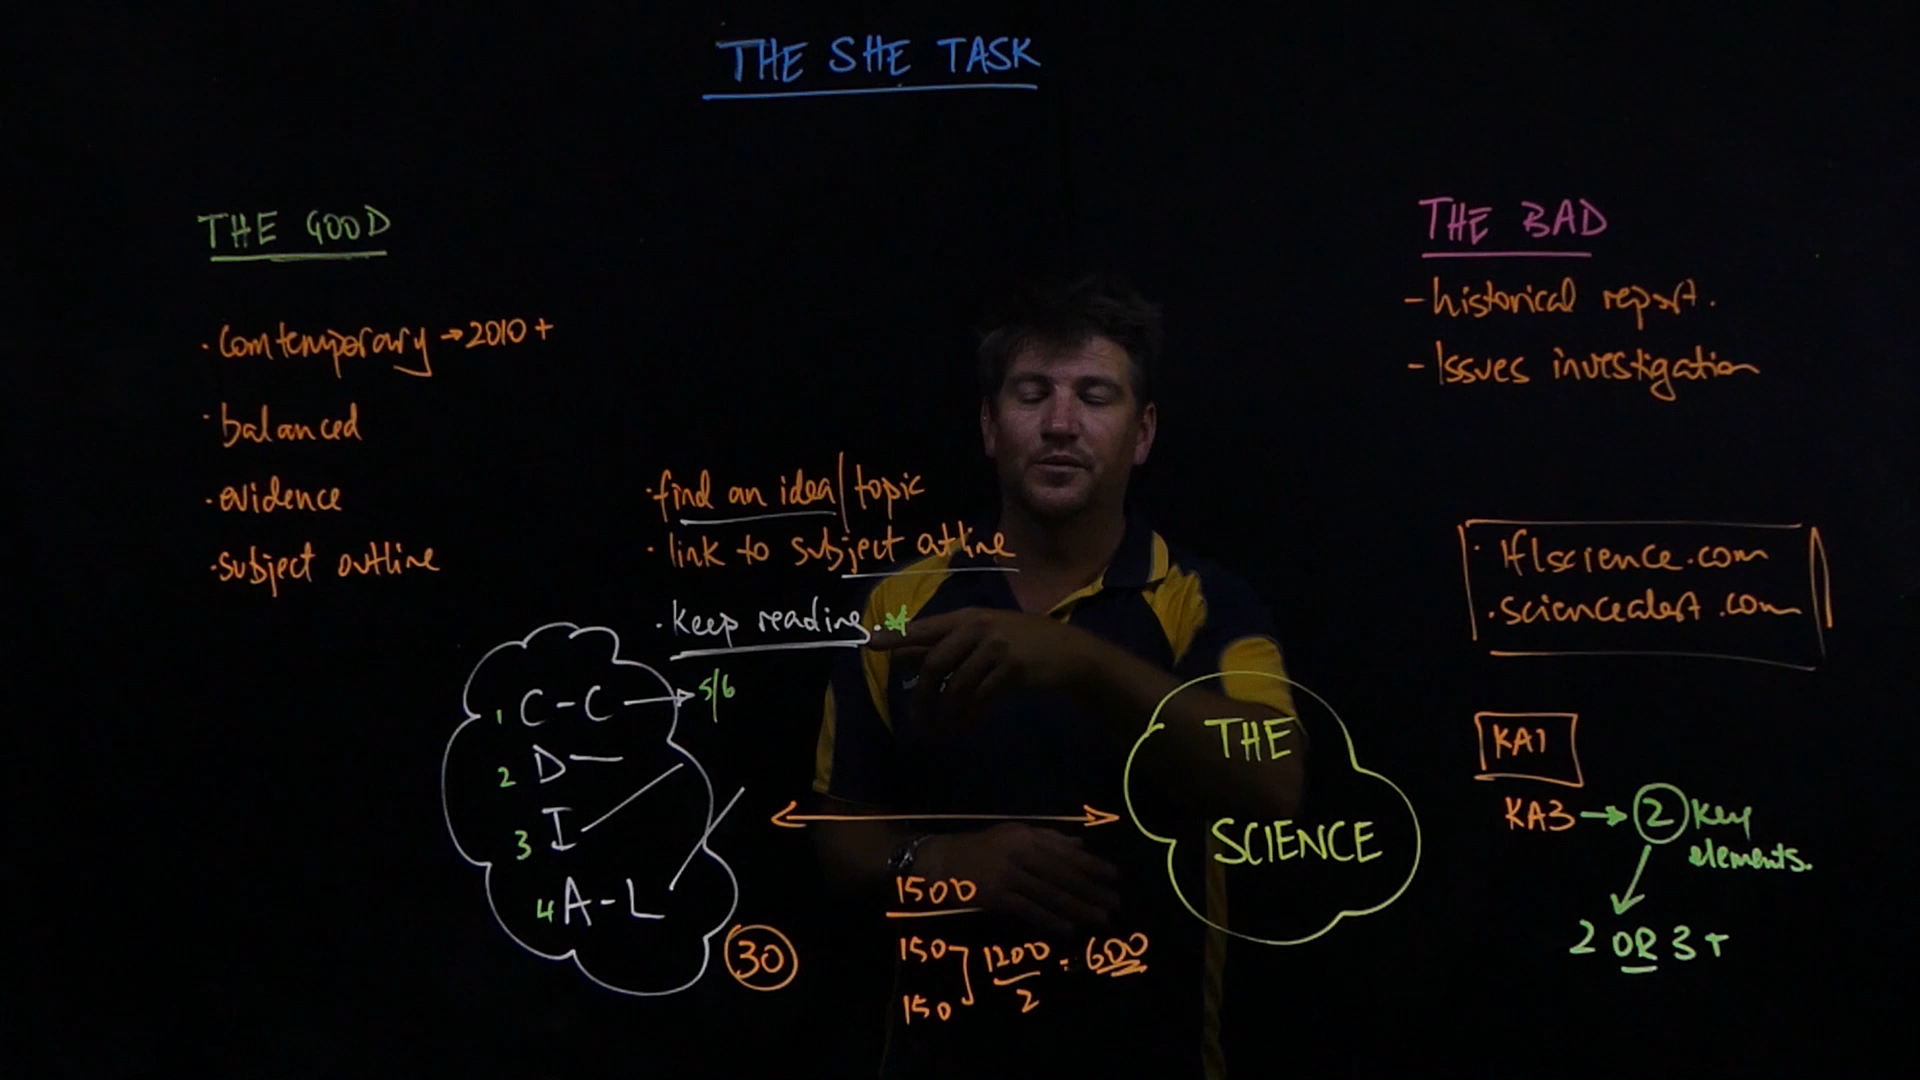 THE SHE TASK
THE GOOD
· Comtemporary → 2010 +
· balanced
· evidence
· subject outline
· find an idea / topic
· link to subject outline
· Keep reading. *
1 C - C → 5/6
2 D —
3 I
4 A - L
30
1500
150
150
1200
2
= 600
THE
SCIENCE
THE BAD
- historical report.
- Issues investigation
· Iflscience.com
· sciencealert.com
KA1
KA3 → 2 key
elements.
2 OR 3 +